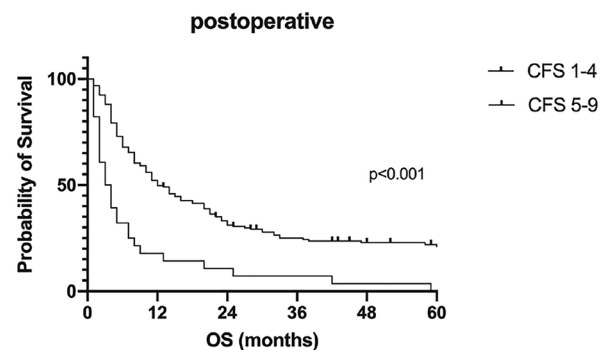 postoperative
Probability of Survival
100
50
0
0 12 24 36 48 60
OS (months)
p<0.001
CFS 1-4
CFS 5-9